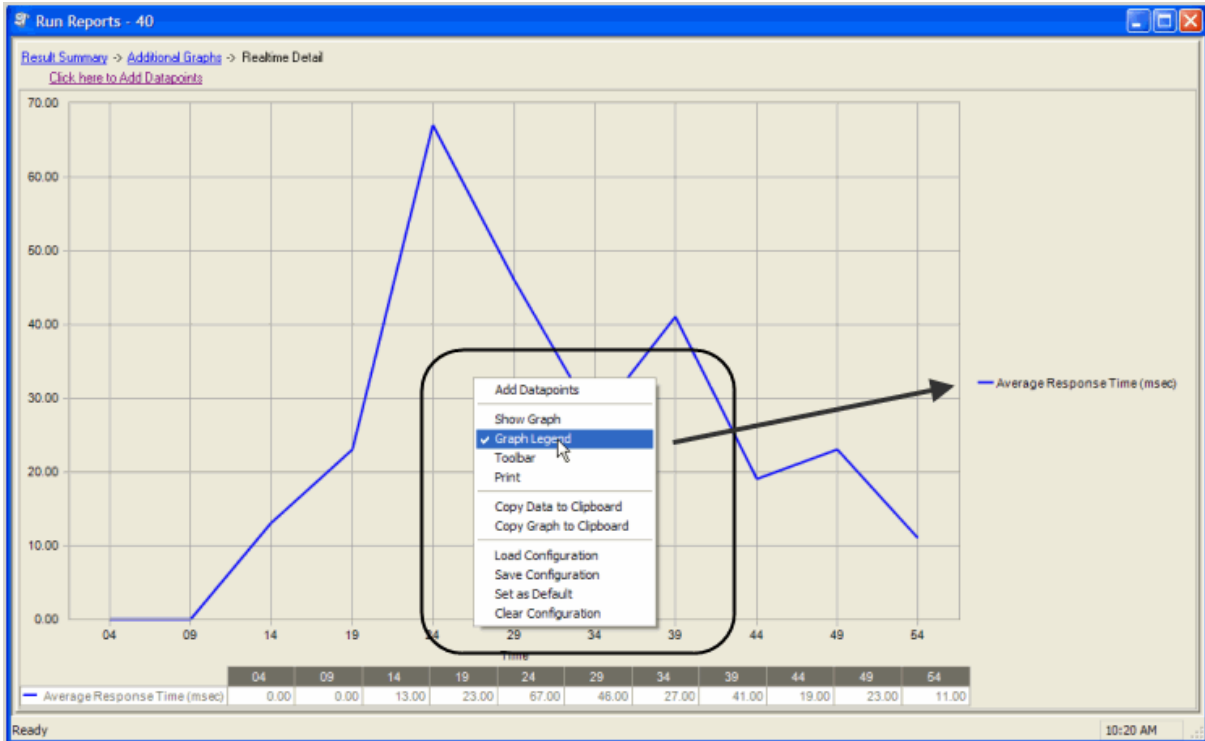 Run Reports - 40
Result Summary -> Additional Graphs -> Realtime Detail
Click here to Add Datapoints
70.00
60.00
50.00
40.00
30.00
20.00
10.00
0.00
Add Datapoints
Show Graph
Graph Legend
Toolbar
Print
Copy Data to Clipboard
Copy Graph to Clipboard
Load Configuration
Save Configuration
Set as Default
Clear Configuration
Average Response Time (msec)
04 09 14 19 24 29 34 39 44 49 54
Time
04 09 14 19 24 29 34 39 44 49 54
Average Response Time (msec) 0.00 0.00 13.00 23.00 67.00 46.00 27.00 41.00 19.00 23.00 11.00
Ready 10:20 AM